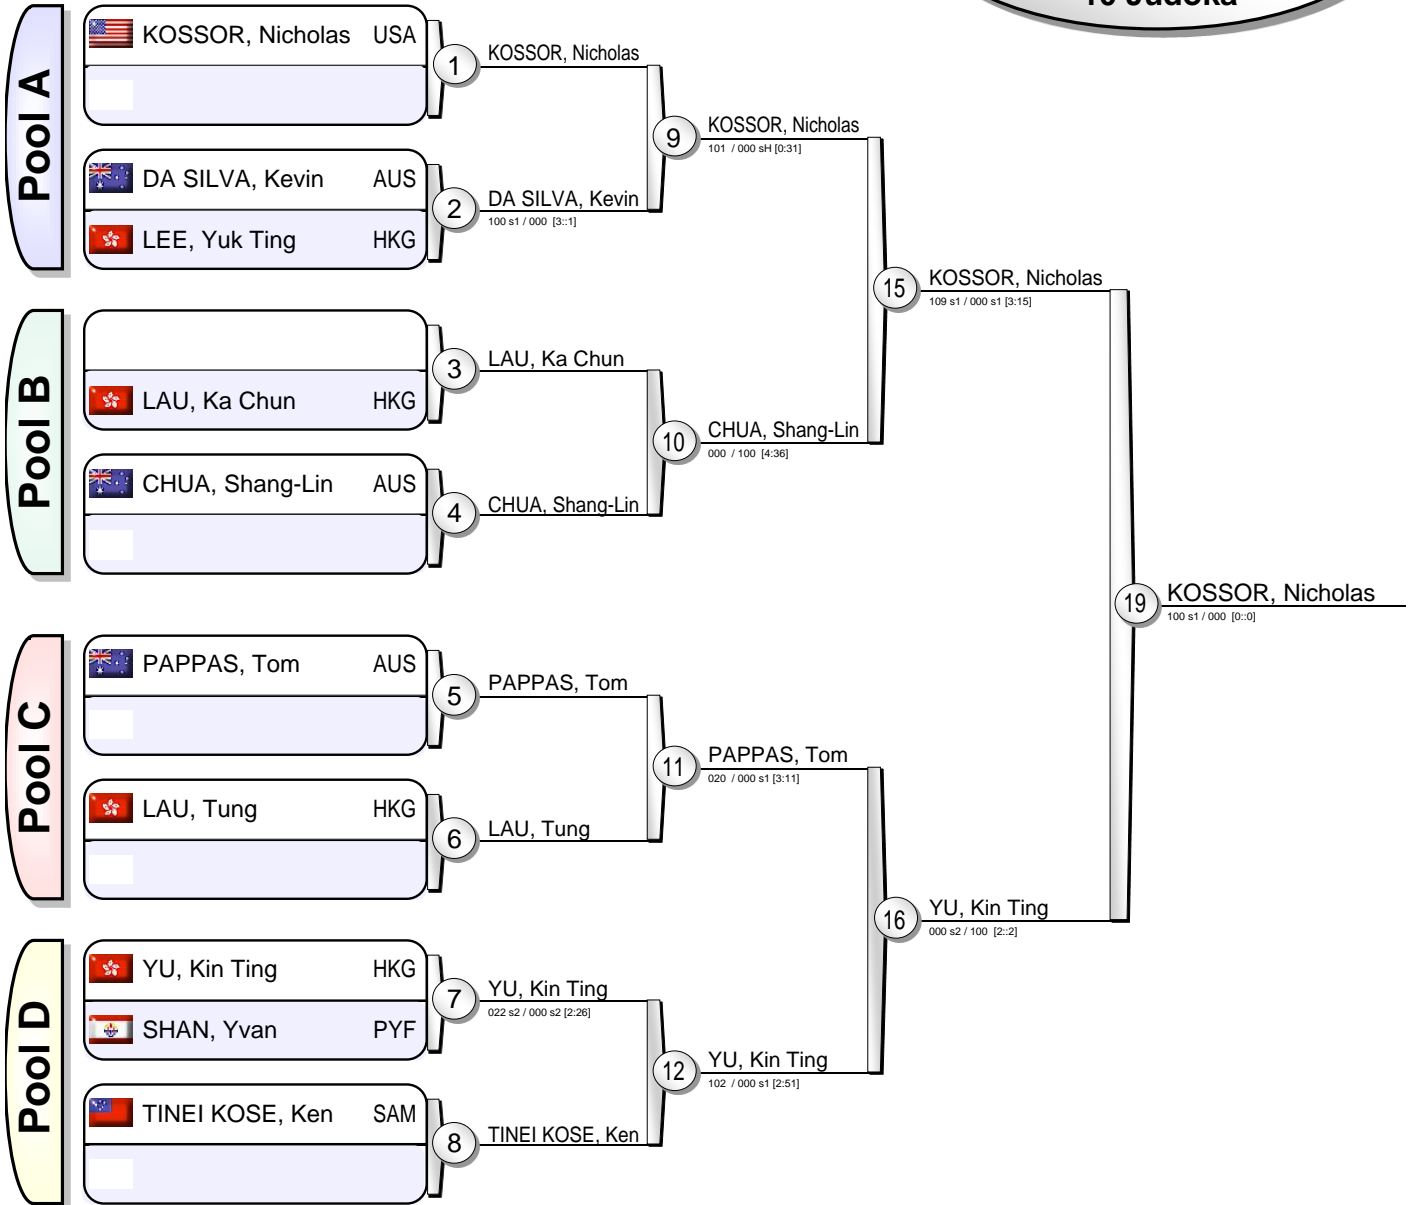 10 Judoka
Pool A
KOSSOR, Nicholas USA
1
KOSSOR, Nicholas
DA SILVA, Kevin AUS
LEE, Yuk Ting HKG
2
DA SILVA, Kevin
100 s1 / 000 [3::1]
9
KOSSOR, Nicholas
101 / 000 sH [0:31]
Pool B
3
LAU, Ka Chun HKG
LAU, Ka Chun
CHUA, Shang-Lin AUS
4
CHUA, Shang-Lin
10
CHUA, Shang-Lin
000 / 100 [4:36]
15
KOSSOR, Nicholas
109 s1 / 000 s1 [3:15]
Pool C
PAPPAS, Tom AUS
5
PAPPAS, Tom
LAU, Tung HKG
6
LAU, Tung
11
PAPPAS, Tom
020 / 000 s1 [3:11]
Pool D
YU, Kin Ting HKG
SHAN, Yvan PYF
7
YU, Kin Ting
022 s2 / 000 s2 [2:26]
TINEI KOSE, Ken SAM
8
TINEI KOSE, Ken
12
YU, Kin Ting
102 / 000 s1 [2:51]
16
YU, Kin Ting
000 s2 / 100 [2::2]
19
KOSSOR, Nicholas
100 s1 / 000 [0::0]